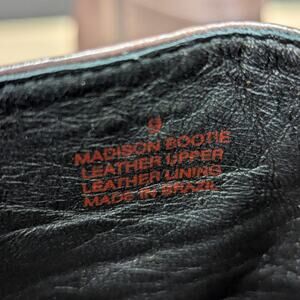 9
MADISON BOOTIE
LEATHER UPPER
LEATHER LINING
MADE IN BRAZIL